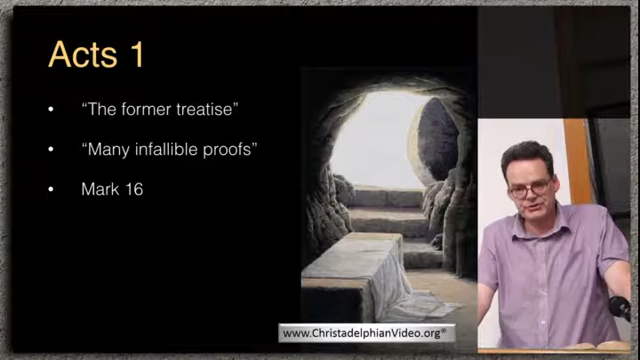 Acts 1
• “The former treatise”
• “Many infallible proofs”
• Mark 16
www.ChristadelphianVideo.org®